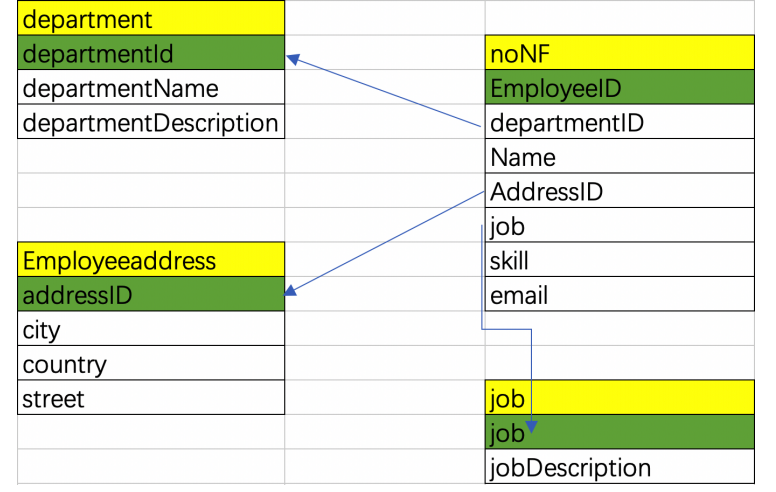 department
departmentId
departmentName
departmentDescription
noNF
EmployeeID
departmentID
Name
AddressID
job
skill
email
Employeeaddress
addressID
city
country
street
job
job
jobDescription